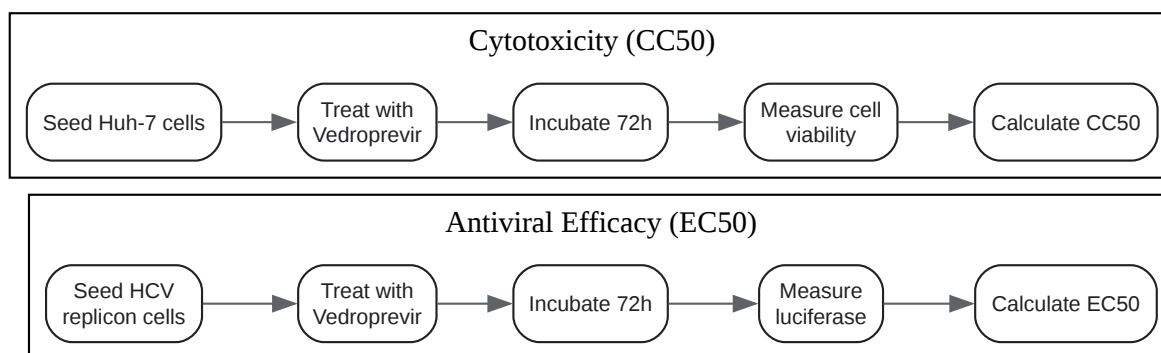 Cytotoxicity (CC50)
Seed Huh-7 cells
Treat with
Vedroprevir
Incubate 72h
Measure cell
viability
Calculate CC50
Antiviral Efficacy (EC50)
Seed HCV
replicon cells
Treat with
Vedroprevir
Incubate 72h
Measure
luciferase
Calculate EC50